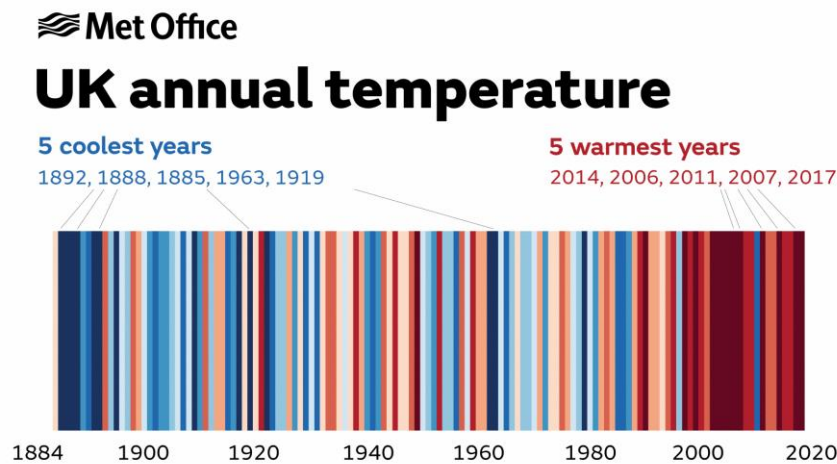 Met Office
UK annual temperature
5 coolest years
1892, 1888, 1885, 1963, 1919
5 warmest years
2014, 2006, 2011, 2007, 2017
1884 1900 1920 1940 1960 1980 2000 2020